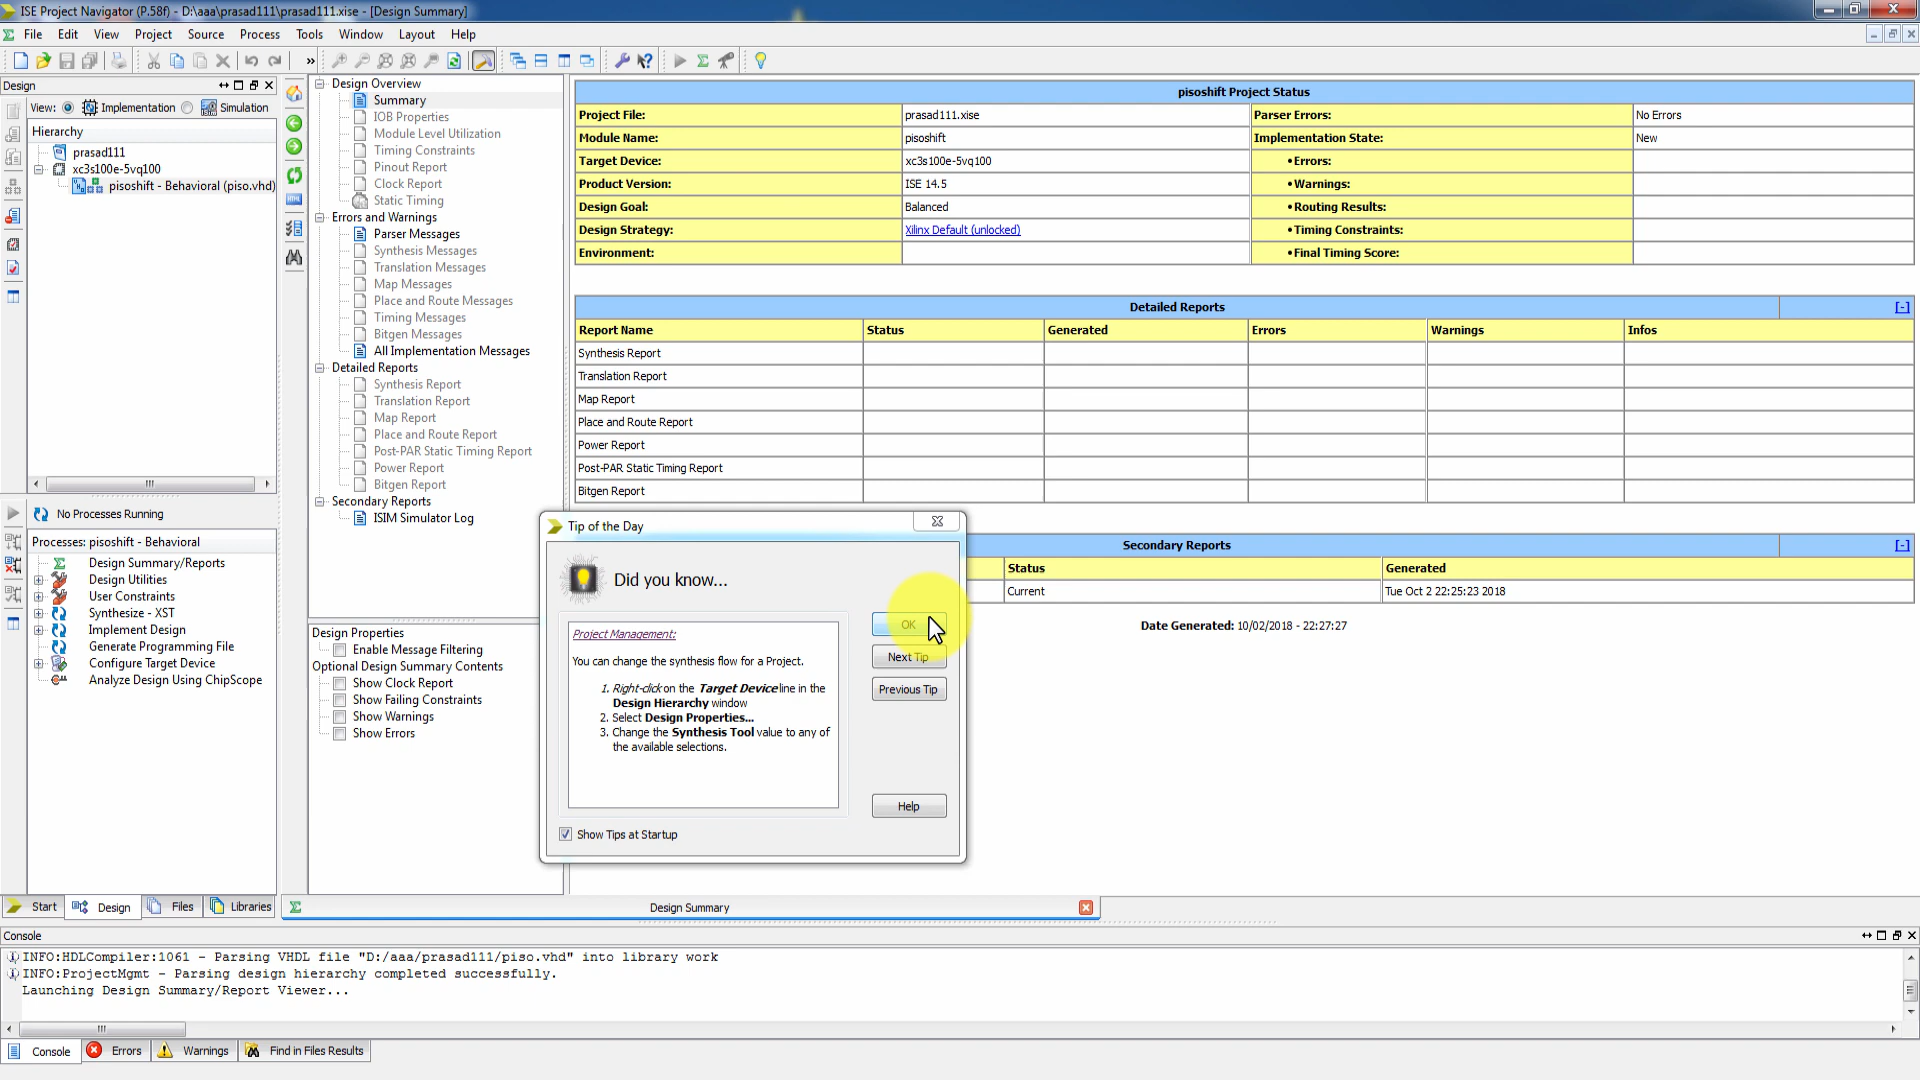 ISE Project Navigator (P.58f) - D:\aaa\prasad111\prasad111.xise - [Design Summary]
File Edit View Project Source Process Tools Window Layout Help
Design
View: Implementation Simulation
Hierarchy
prasad111
xc3s100e-5vq100
pisoshift - Behavioral (piso.vhd)
No Processes Running
Processes: pisoshift - Behavioral
Design Summary/Reports
Design Utilities
User Constraints
Synthesize - XST
Implement Design
Generate Programming File
Configure Target Device
Analyze Design Using ChipScope
Start Design Files Libraries
Design Overview
Summary
IOB Properties
Module Level Utilization
Timing Constraints
Pinout Report
Clock Report
Static Timing
Errors and Warnings
Parser Messages
Synthesis Messages
Translation Messages
Map Messages
Place and Route Messages
Timing Messages
Bitgen Messages
All Implementation Messages
Detailed Reports
Synthesis Report
Translation Report
Map Report
Place and Route Report
Post-PAR Static Timing Report
Power Report
Bitgen Report
Secondary Reports
ISIM Simulator Log
Design Properties
Enable Message Filtering
Optional Design Summary Contents
Show Clock Report
Show Failing Constraints
Show Warnings
Show Errors
pisoshift Project Status
Project File: prasad111.xise Parser Errors: No Errors
Module Name: pisoshift Implementation State: New
Target Device: xc3s100e-5vq100 •Errors:
Product Version: ISE 14.5 •Warnings:
Design Goal: Balanced •Routing Results:
Design Strategy: Xilinx Default (unlocked) •Timing Constraints:
Environment: •Final Timing Score:
Detailed Reports [-]
Report Name Status Generated Errors Warnings Infos
Synthesis Report
Translation Report
Map Report
Place and Route Report
Power Report
Post-PAR Static Timing Report
Bitgen Report
Secondary Reports [-]
Status Generated
Current Tue Oct 2 22:25:23 2018
Date Generated: 10/02/2018 - 22:27:27
Tip of the Day
Did you know...
Project Management:
You can change the synthesis flow for a Project.
1. Right-click on the Target Device line in the
Design Hierarchy window
2. Select Design Properties...
3. Change the Synthesis Tool value to any of
the available selections.
OK
Next Tip
Previous Tip
Help
Show Tips at Startup
Design Summary
Console
INFO:HDLCompiler:1061 - Parsing VHDL file "D:/aaa/prasad111/piso.vhd" into library work
INFO:ProjectMgmt - Parsing design hierarchy completed successfully.
Launching Design Summary/Report Viewer...
Console Errors Warnings Find in Files Results